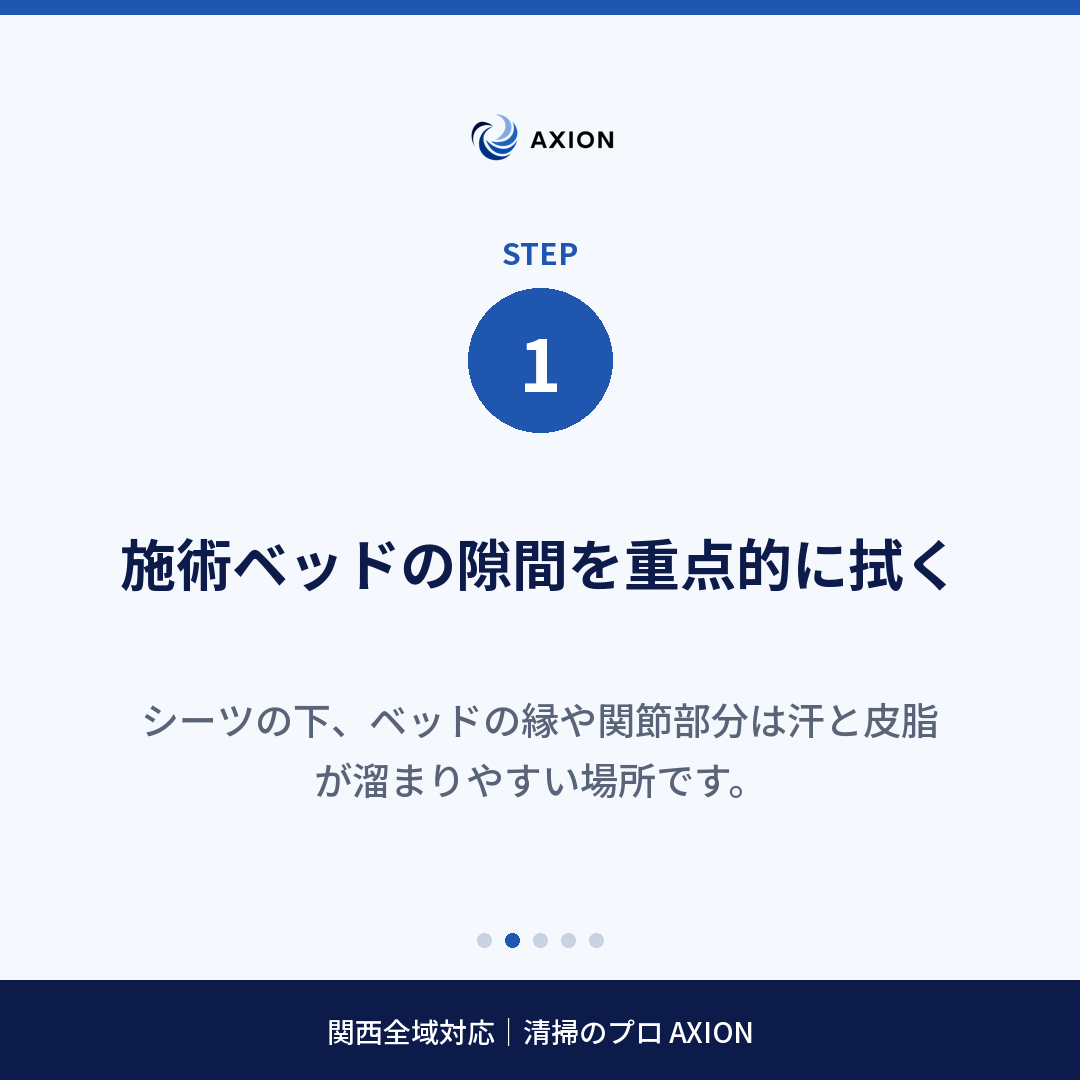 AXION
STEP
1
施術ベッドの隙間を重点的に拭く
シーツの下、ベッドの縁や関節部分は汗と皮脂
が溜まりやすい場所です。
関西全域対応｜清掃のプロ AXION